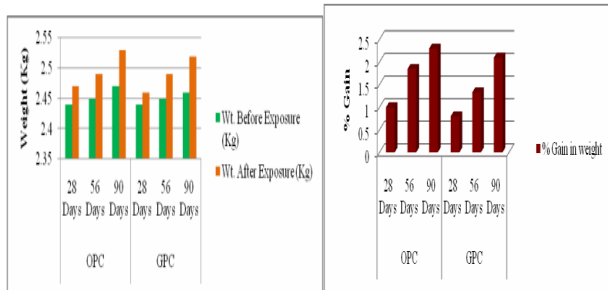 Weight (Kg)
2.55
2.5
2.45
2.4
2.35
28 Days
56 Days
90 Days
28 Days
56 Days
90 Days
OPC
GPC
Wt. Before Exposure (Kg)
Wt. After Exposure (Kg)
% Gain
2.5
2
1.5
1
0.5
0
28 Days
56 Days
90 Days
28 Days
56 Days
90 Days
OPC
GPC
% Gain in weight